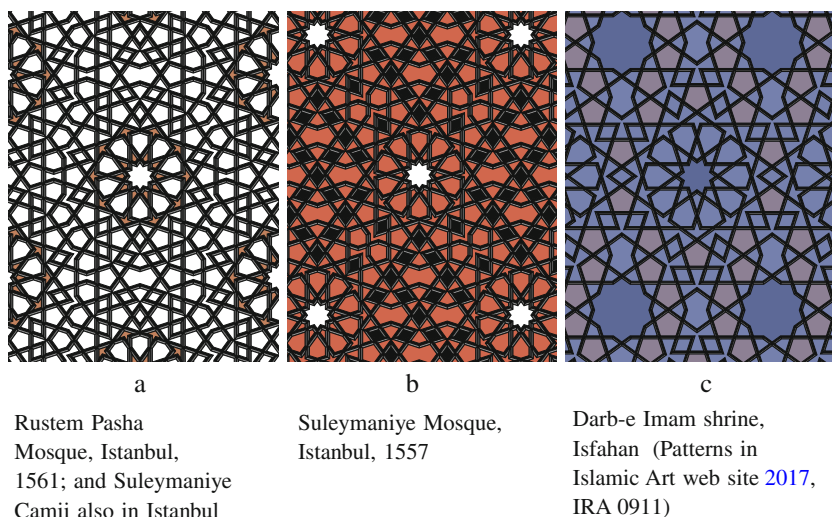 a
Rustem Pasha
Mosque, Istanbul,
1561; and Suleymaniye
Camii also in Istanbul
b
Suleymaniye Mosque,
Istanbul, 1557
c
Darb-e Imam shrine,
Isfahan (Patterns in
Islamic Art web site 2017,
IRA 0911)